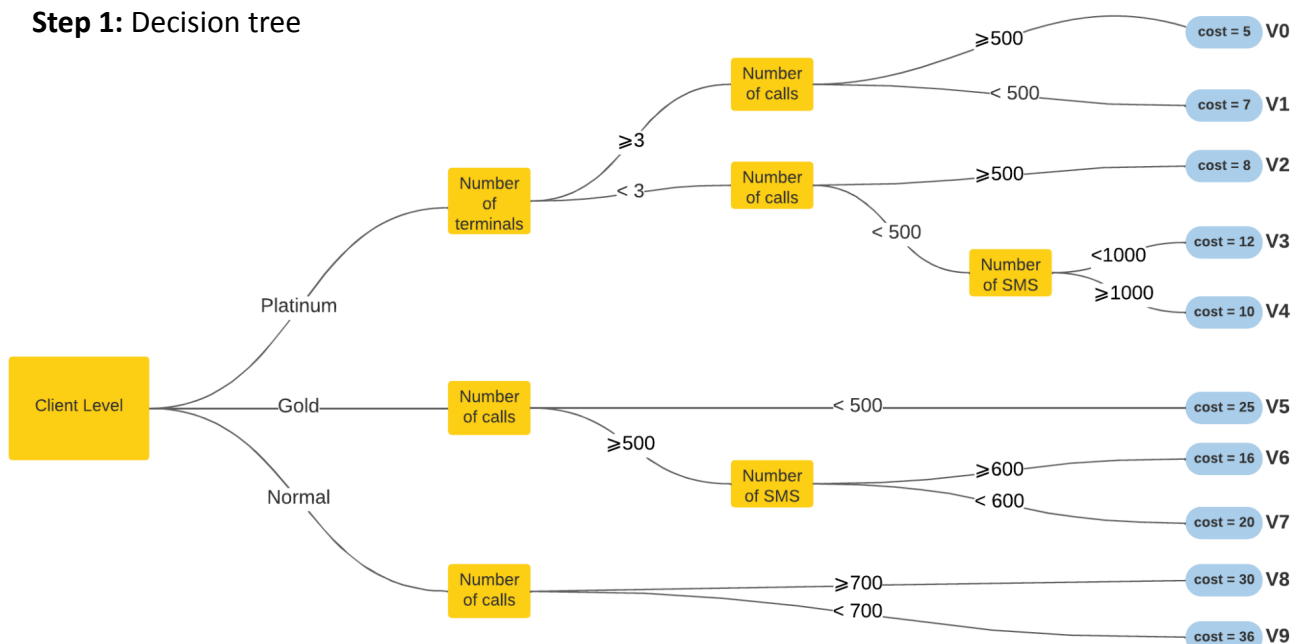 Step 1: Decision tree
⩾500
cost = 5 V0
Number
of calls
< 500
cost = 7 V1
⩾3
cost = 8 V2
Number
of calls
⩾500
Number
of
terminals
< 3
< 500
cost = 12 V3
<1000
Number
of SMS
⩾1000
Platinum
cost = 10 V4
Client Level
Gold
Number
of calls
< 500
cost = 25 V5
⩾500
cost = 16 V6
⩾600
Number
of SMS
Normal
< 600
cost = 20 V7
Number
of calls
⩾700
cost = 30 V8
< 700
cost = 36 V9